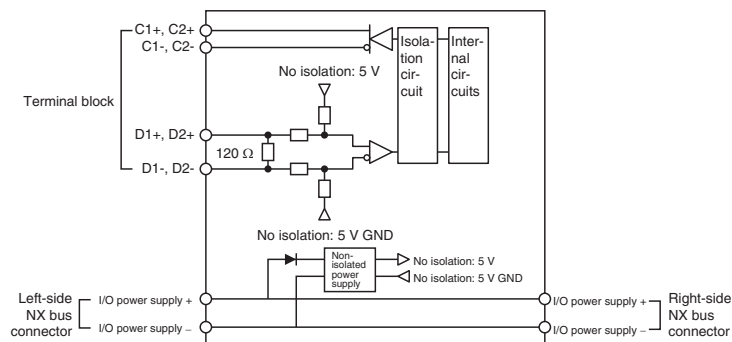 C1+, C2+
C1-, C2-
Isola-
tion
cir-
cuit
Inter-
nal
cir-
cuits
No isolation: 5 V
Terminal block
D1+, D2+
120 Ω
D1-, D2-
No isolation: 5 V GND
Non-
isolated
power
supply
No isolation: 5 V
No isolation: 5 V GND
Left-side
NX bus
connector
I/O power supply +
I/O power supply –
I/O power supply +
I/O power supply –
Right-side
NX bus
connector